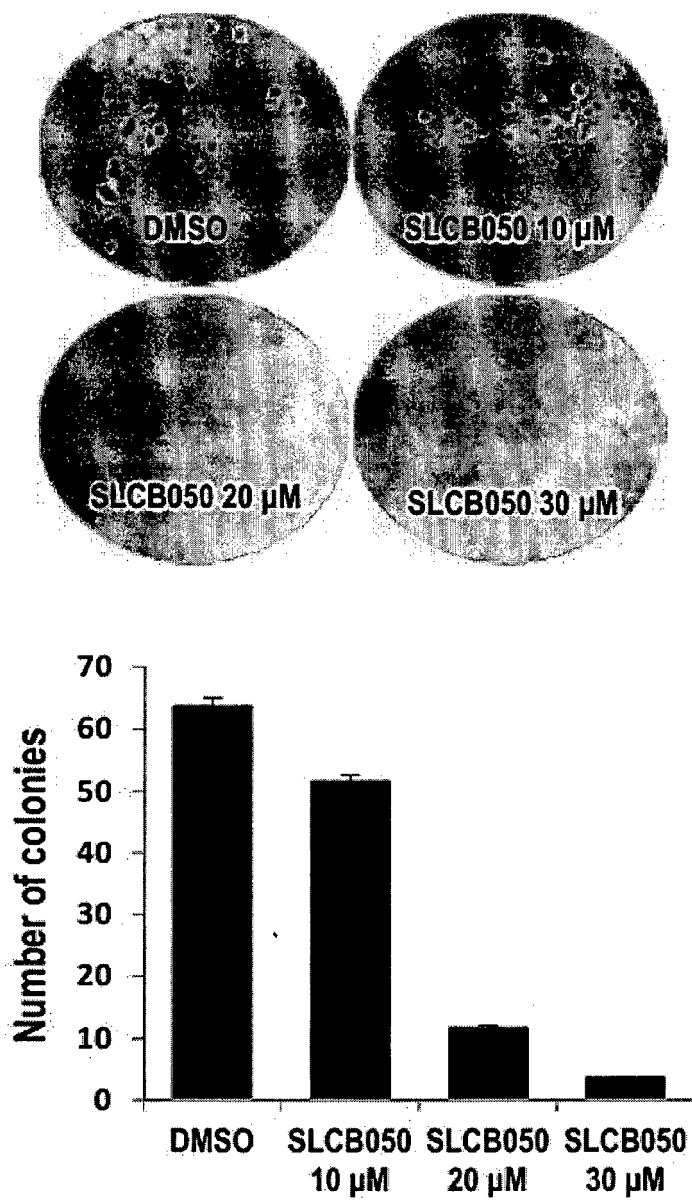 DMSO
SLCB050 10 µM
SLCB050 20 µM
SLCB050 30 µM
Number of colonies
70
60
50
40
30
20
10
0
DMSO
SLCB050 10 µM
SLCB050 20 µM
SLCB050 30 µM